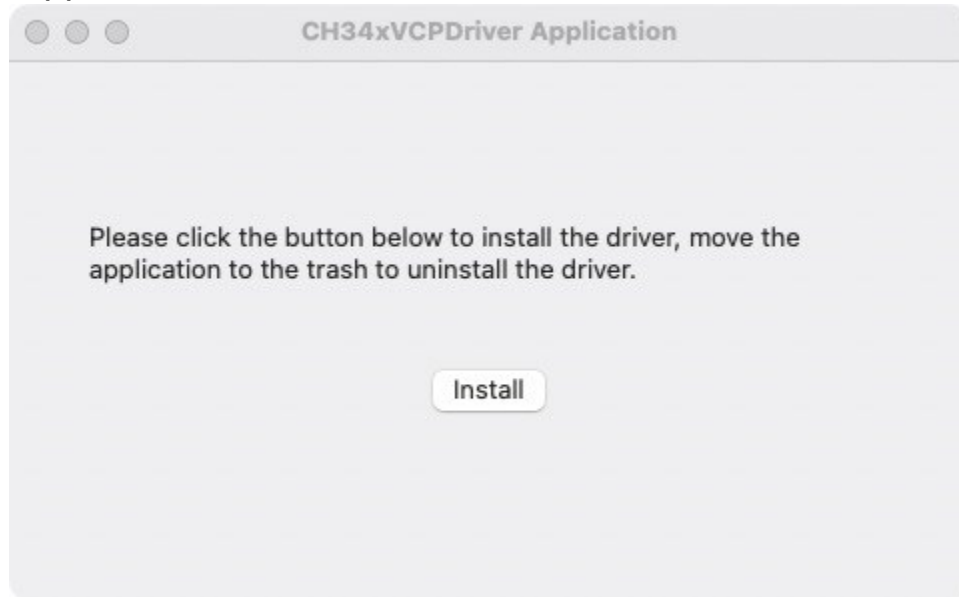 CH34xVCPDriver Application
Please click the button below to install the driver, move the
application to the trash to uninstall the driver.
Install